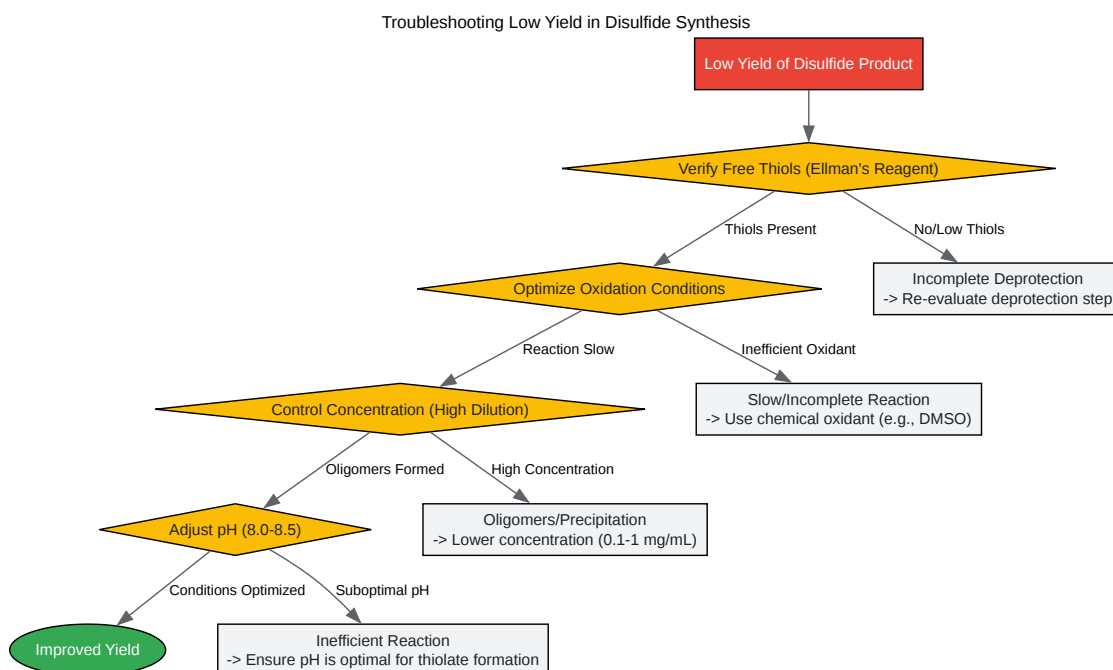 Troubleshooting Low Yield in Disulfide Synthesis
Low Yield of Disulfide Product
Verify Free Thiols (Ellman's Reagent)
Thiols Present
No/Low Thiols
Optimize Oxidation Conditions
Incomplete Deprotection
-> Re-evaluate deprotection step
Reaction Slow
Inefficient Oxidant
Control Concentration (High Dilution)
Slow/Incomplete Reaction
-> Use chemical oxidant (e.g., DMSO)
Oligomers Formed
High Concentration
Adjust pH (8.0-8.5)
Oligomers/Precipitation
-> Lower concentration (0.1-1 mg/mL)
Conditions Optimized
Suboptimal pH
Improved Yield
Inefficient Reaction
-> Ensure pH is optimal for thiolate formation